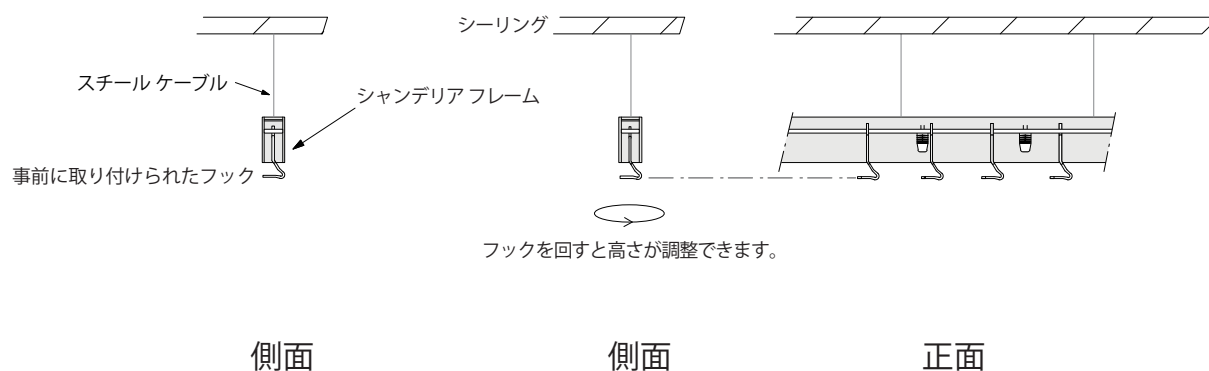 シーリング
スチール ケーブル
シャンデリア フレーム
事前に取り付けられたフック
フックを回すと高さが調整できます。
側面
側面
正面